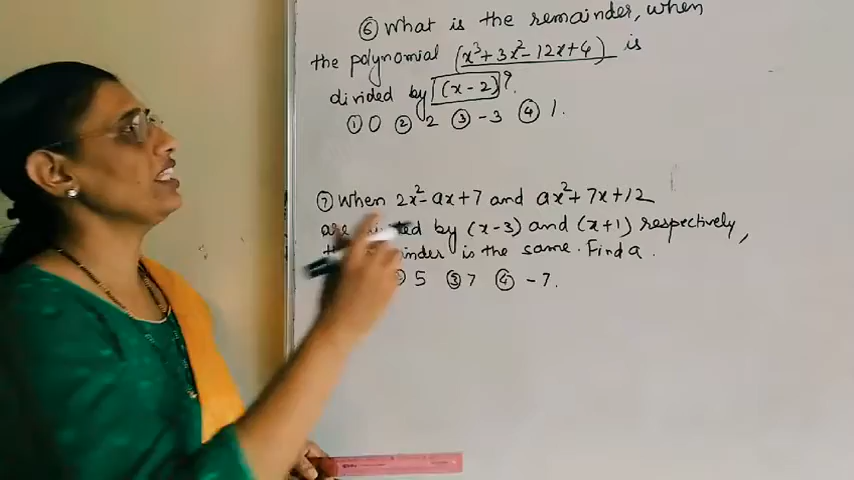 ⑥ What is the remainder, when
the polynomial (x³+3x²-12x+4) is
divided by (x-2)?
① 0 ② 2 ③ -3 ④ 1.
⑦ When 2x²-ax+7 and ax²+7x+12
are by (x-3) and (x+1) respectively,
is the same. Find a.
5 ③ 7 ④ -7.